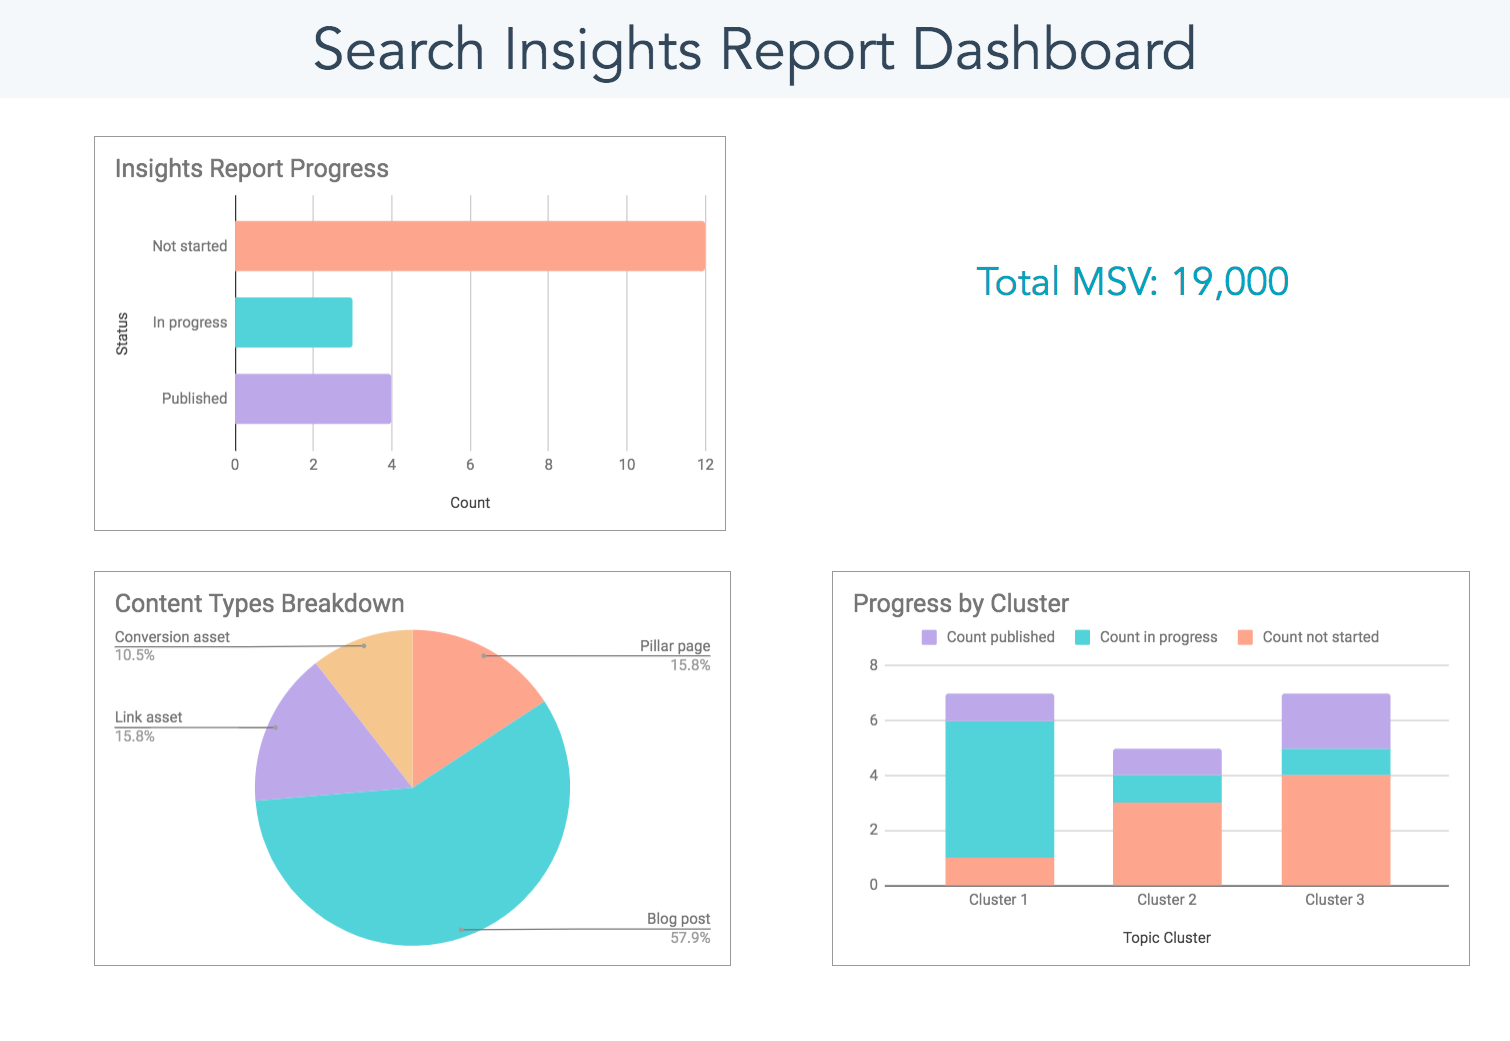 Search Insights Report Dashboard
Insights Report Progress
Status
Not started
In progress
Published
0 2 4 6 8 10 12
Count
Total MSV: 19,000
Content Types Breakdown
Conversion asset
10.5%
Pillar page
15.8%
Link asset
15.8%
Blog post
57.9%
Progress by Cluster
Count published Count in progress Count not started
8
6
4
2
0
Cluster 1 Cluster 2 Cluster 3
Topic Cluster